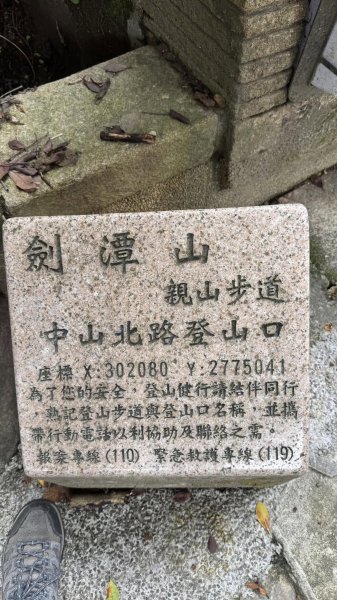 劍潭山
親山步道
中山北路登山口
座標 X:302080 Y:2775041
為了您的安全，登山健行請結伴同行
，熟記登山步道與登山口名稱，並攜
帶行動電話以利協助及聯絡之需。
報案專線(110) 緊急救護專線(119)